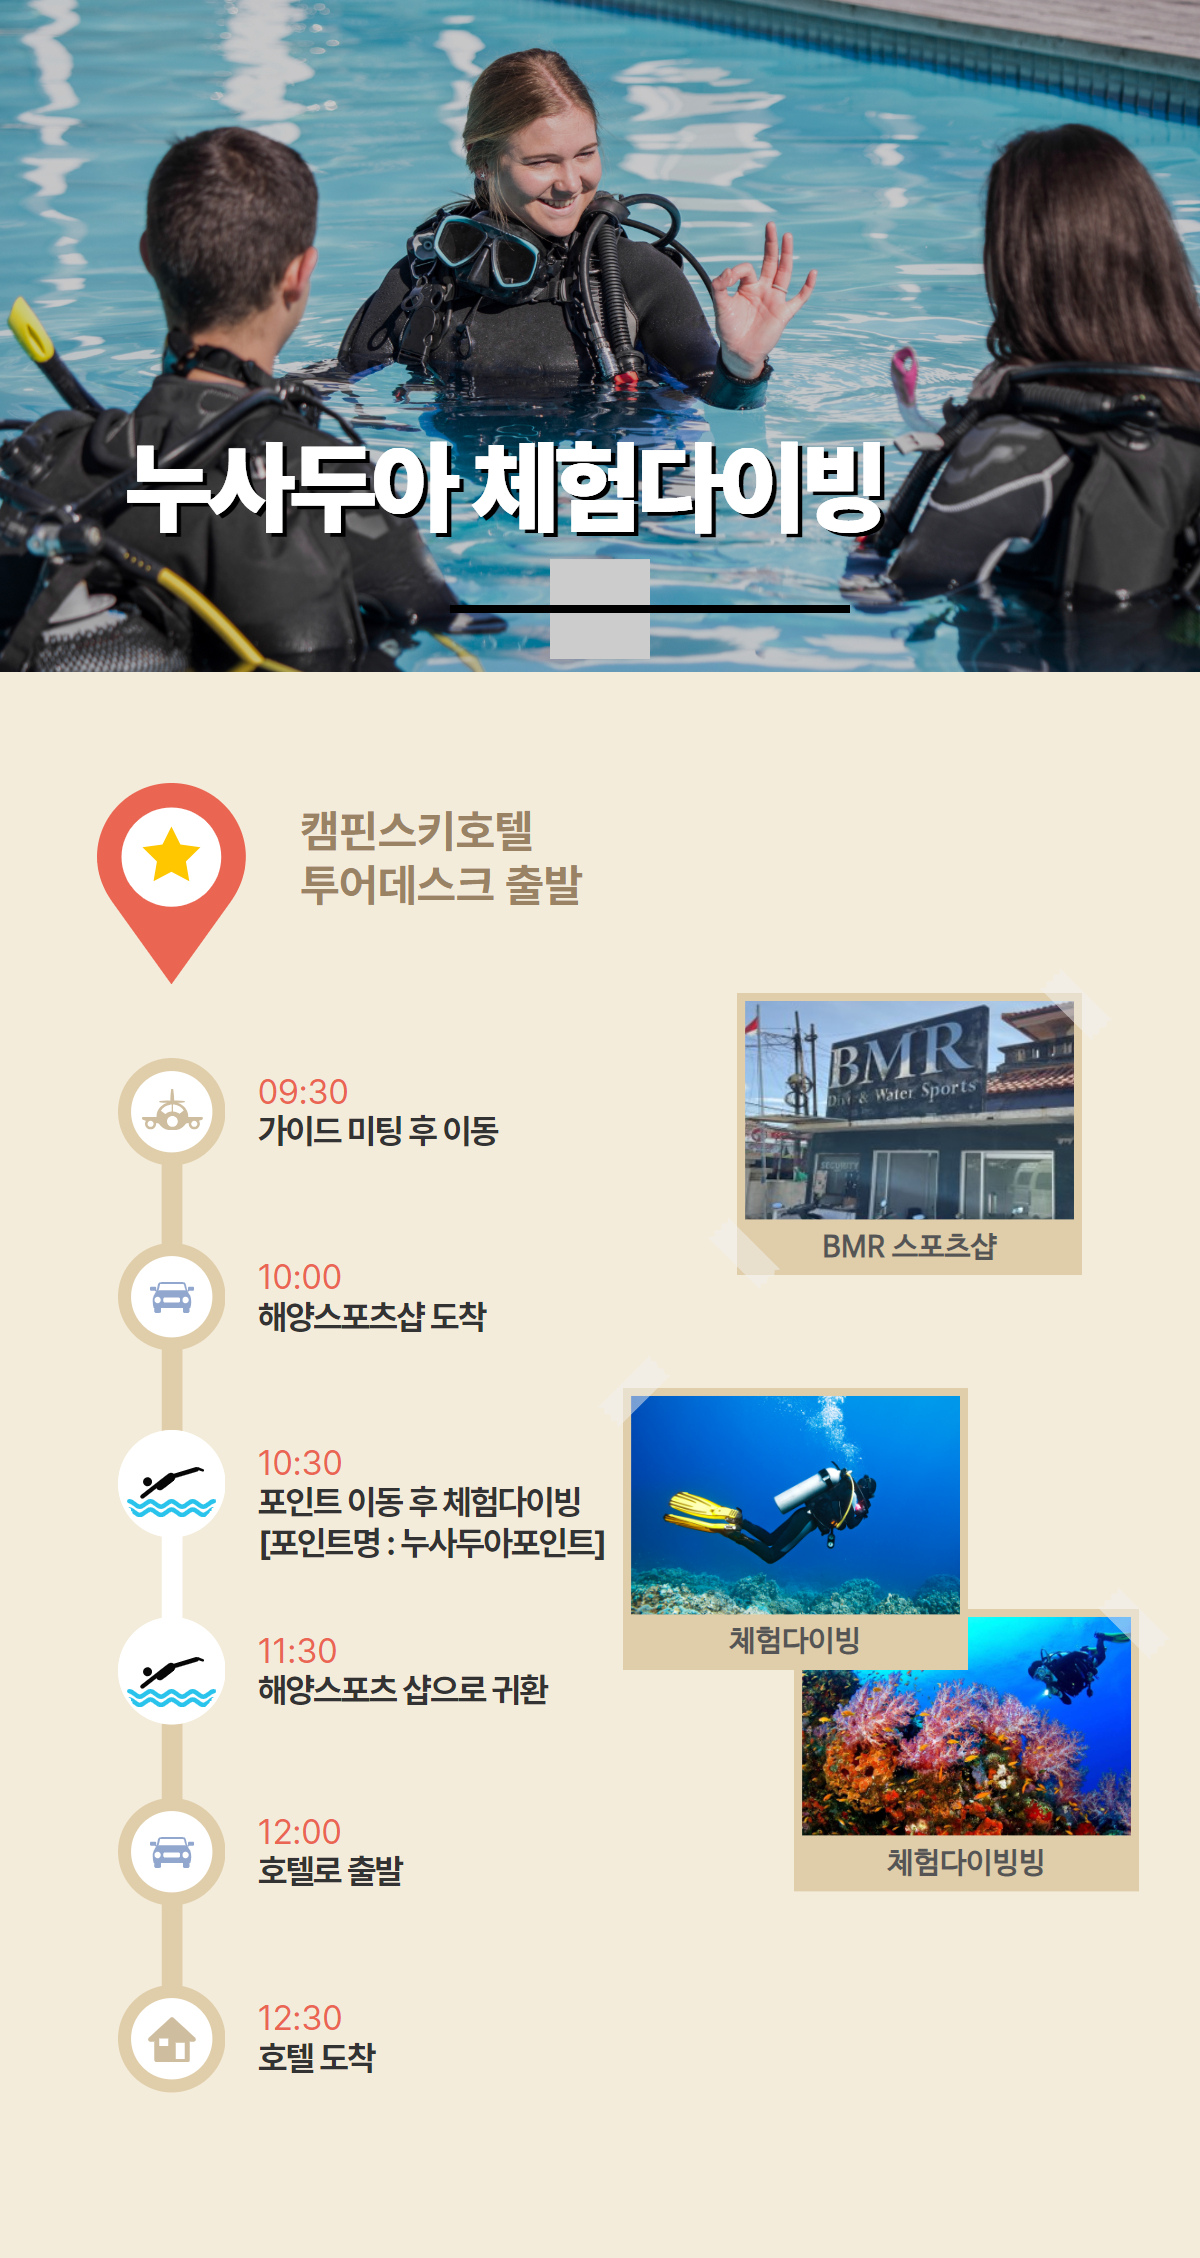 누사두아 체험다이빙
캠핀스키호텔
투어데스크 출발
09:30
가이드 미팅 후 이동
BMR
Dive & Water Sports
SECURITY
BMR 스포츠샵
10:00
해양스포츠샵 도착
10:30
포인트 이동 후 체험다이빙
[포인트명 : 누사두아포인트]
체험다이빙
11:30
해양스포츠 샵으로 귀환
체험다이빙빙
12:00
호텔로 출발
12:30
호텔 도착